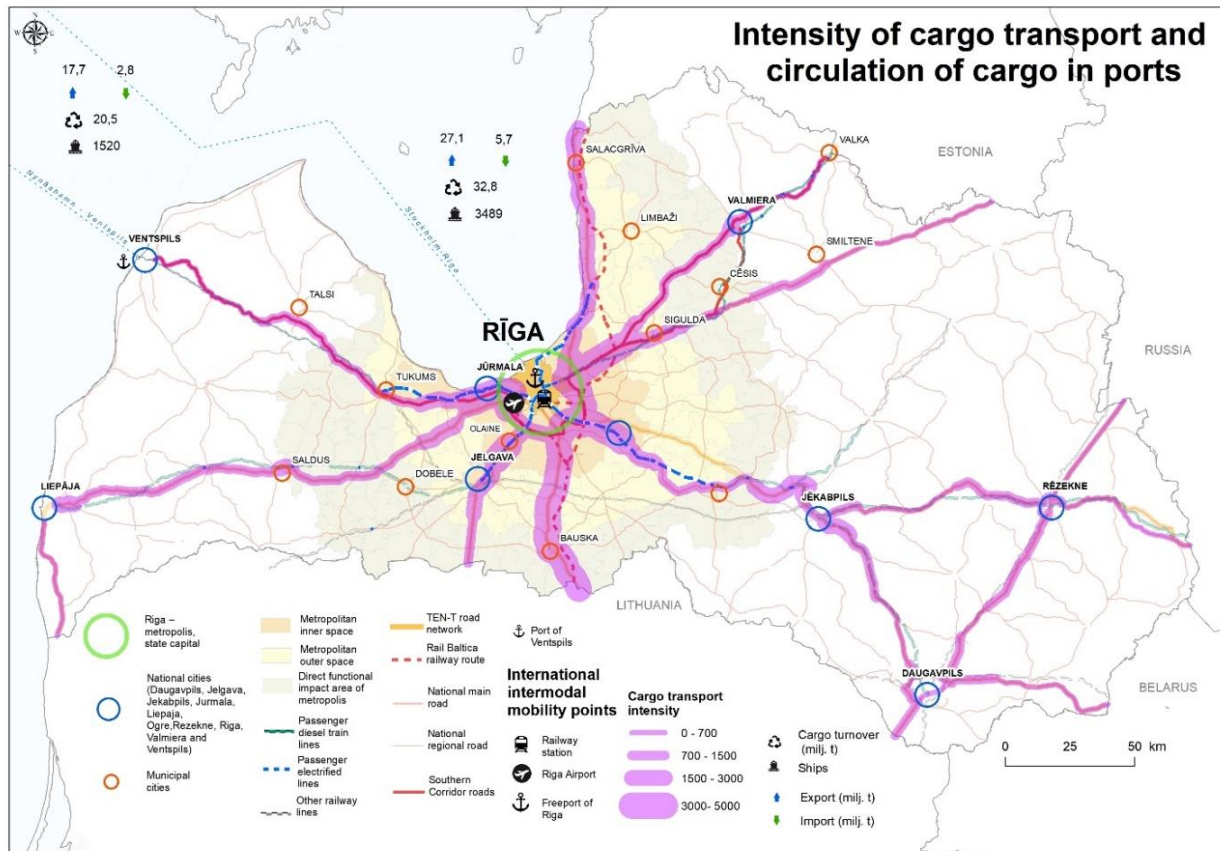 Intensity of cargo transport and
circulation of cargo in ports
N
W
E
S
17,7
2,8
20,5
1520
27,1
5,7
32,8
3489
Nynäshamn - Ventspils
Stockholm-Riga
SALACGRĪVA
VALKA
ESTONIA
VALMIERA
LIMBAŽI
SMILTENE
VENTSPILS
CĒSIS
TALSI
SIGULDA
RĪGA
RUSSIA
JŪRMALA
TUKUMS
OLAINE
JELGAVA
SALDUS
DOBELE
LIEPĀJA
JĒKABPILS
RĒZEKNE
BAUSKA
LITHUANIA
DAUGAVPILS
BELARUS
Riga –
metropolis,
state capital
National cities
(Daugavpils, Jelgava,
Jekabpils, Jurmala,
Liepaja,
Ogre,Rezekne, Riga,
Valmiera and
Ventspils)
Municipal
cities
Metropolitan
inner space
Metropolitan
outer space
Direct functional
impact area of
metropolis
Passenger
diesel train
lines
Passenger
electrified
lines
Other railway
lines
TEN-T road
network
Rail Baltica
railway route
National main
road
National
regional road
Southern
Corridor roads
Port of
Ventspils
International
intermodal
mobility points
Railway
station
Riga Airport
Freeport of
Riga
Cargo transport
intensity
0 - 700
700 - 1500
1500 - 3000
3000- 5000
0 25 50 km
Cargo turnover
(milj. t)
Ships
Export (milj. t)
Import (milj. t)